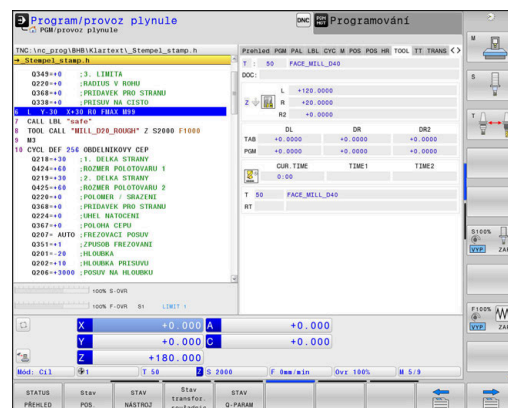 Program/provoz plynule
PGM/provoz plynule
DNC
Programování
TNC:\nc_prog\BHB\Klartext\_Stempel_stamp.h
→_Stempel_stamp.h
Q349=+0 ;3. LIMITA
Q220=+0 ;RADIUS V ROHU
Q368=+0 ;PRIDAVEK PRO STRANU
Q338=+0 ;PRISUV NA CISTO
6 L Y-30 X+30 R0 FMAX M99
7 CALL LBL "safe"
8 TOOL CALL "MILL_D20_ROUGH" Z S2000 F1000
9 M3
10 CYCL DEF 256 OBDELNIKOVY CEP
Q218=+30 ;1. DELKA STRANY
Q424=+60 ;ROZMER POLOTOVARU 1
Q219=+30 ;2. DELKA STRANY
Q425=+60 ;ROZMER POLOTOVARU 2
Q220=+0 ;POLOMER / SRAZENI
Q368=+0 ;PRIDAVEK PRO STRANU
Q224=+0 ;UHEL NATOCENI
Q367=+0 ;POLOHA CEPU
Q207= AUTO ;FREZOVACI POSUV
Q351=+1 ;ZPUSOB FREZOVANI
Q201=-20 ;HLOUBKA
Q202=+10 ;HLOUBKA PRISUVU
Q206=+3000 ;POSUV NA HLOUBKU
100% S-OVR
100% F-OVR S1 LIMIT 1
Prehled PGM PAL LBL CYC M POS POS HR TOOL TT TRANS
T : 50 FACE_MILL_D40
DOC:
L +120.0000
Z R +20.0000
R2 +0.0000
DL DR DR2
TAB +0.0000 +0.0000 +0.0000
PGM +0.0000 +0.0000 +0.0000
CUR.TIME TIME1 TIME2
0:00
T 50 FACE_MILL_D40
RT
X +0.000 A +0.000
Y +0.000 C +0.000
Z +180.000
Mód: Cíl 1 T 50 Z S 2000 F 0mm/min Ovr 100% M 5/9
STATUS PŘEHLED
Stav POS.
STAV NÁSTROJ
Stav transfor.
STAV Q-PARAM
M
S
T
S100%
VYP ZAP
F100%
VYP ZAP